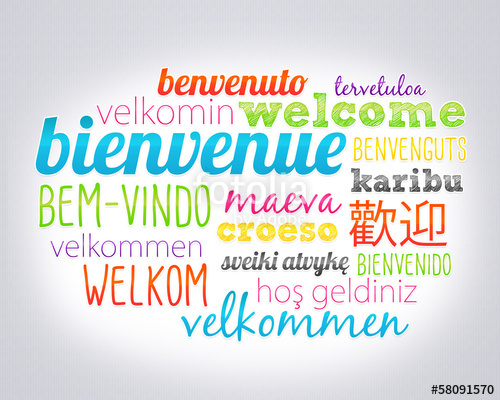 benvenuto
tervetuloa
velkomin
welcome
bienvenue
BENVENGUTS
karibu
BEM-VINDO
maeva
croeso
歡迎
velkommen
sveiki atvykę
BIENVENIDO
WELKOM
hoş geldiniz
velkommen
fotolia
#58091570